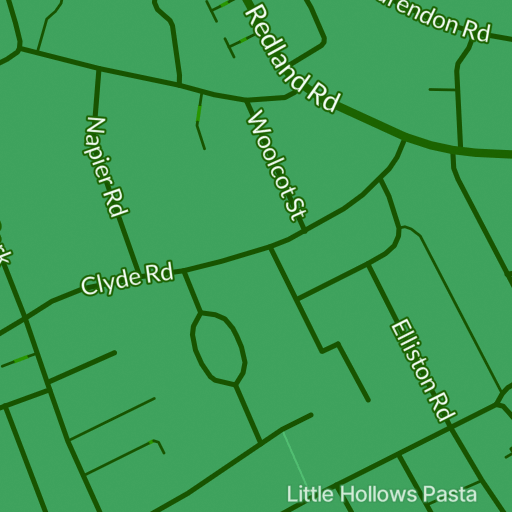 Redland Rd
Napier Rd
Woolcot St
Clyde Rd
Elliston Rd
Little Hollows Pasta